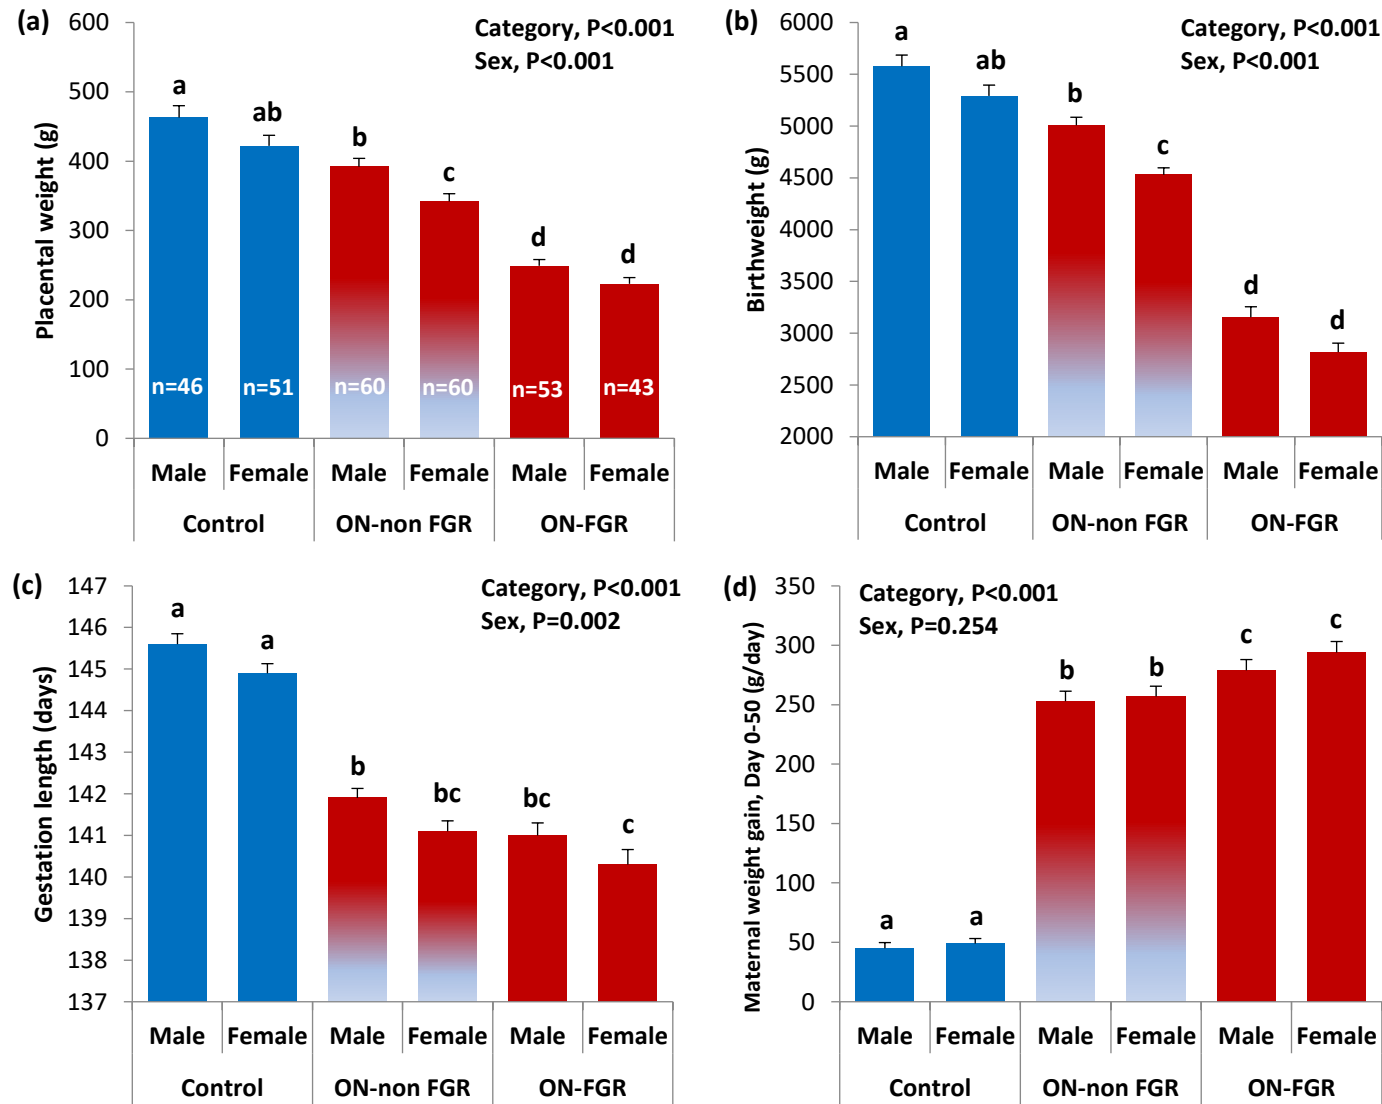 (a)
Category, P<0.001
Sex, P<0.001
Placental weight (g)
600
500
400
300
200
100
0
a
ab
b
c
d
d
n=46
n=51
n=60
n=60
n=53
n=43
Male
Female
Male
Female
Male
Female
Control
ON-non FGR
ON-FGR
(b)
Category, P<0.001
Sex, P<0.001
Birthweight (g)
6000
5500
5000
4500
4000
3500
3000
2500
2000
a
ab
b
c
d
d
Male
Female
Male
Female
Male
Female
Control
ON-non FGR
ON-FGR
(c)
Category, P<0.001
Sex, P=0.002
Gestation length (days)
147
146
145
144
143
142
141
140
139
138
137
a
a
b
bc
bc
c
Male
Female
Male
Female
Male
Female
Control
ON-non FGR
ON-FGR
(d)
Category, P<0.001
Sex, P=0.254
Maternal weight gain, Day 0-50 (g/day)
350
300
250
200
150
100
50
0
a
a
b
b
c
c
Male
Female
Male
Female
Male
Female
Control
ON-non FGR
ON-FGR